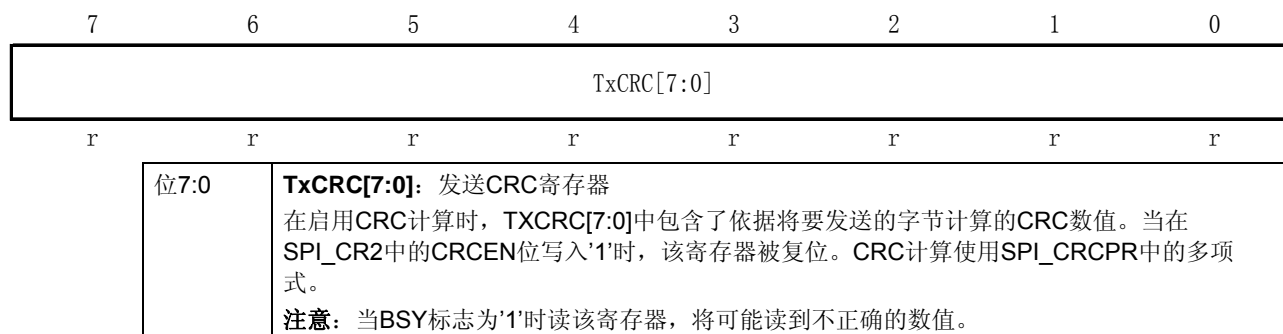 7 6 5 4 3 2 1 0
TxCRC[7:0]
r r r r r r r r
位7:0 TxCRC[7:0]：发送CRC寄存器
在启用CRC计算时，TXCRC[7:0]中包含了依据将要发送的字节计算的CRC数值。当在
SPI_CR2中的CRCEN位写入'1'时，该寄存器被复位。CRC计算使用SPI_CRCPR中的多项
式。
注意：当BSY标志为'1'时读该寄存器，将可能读到不正确的数值。